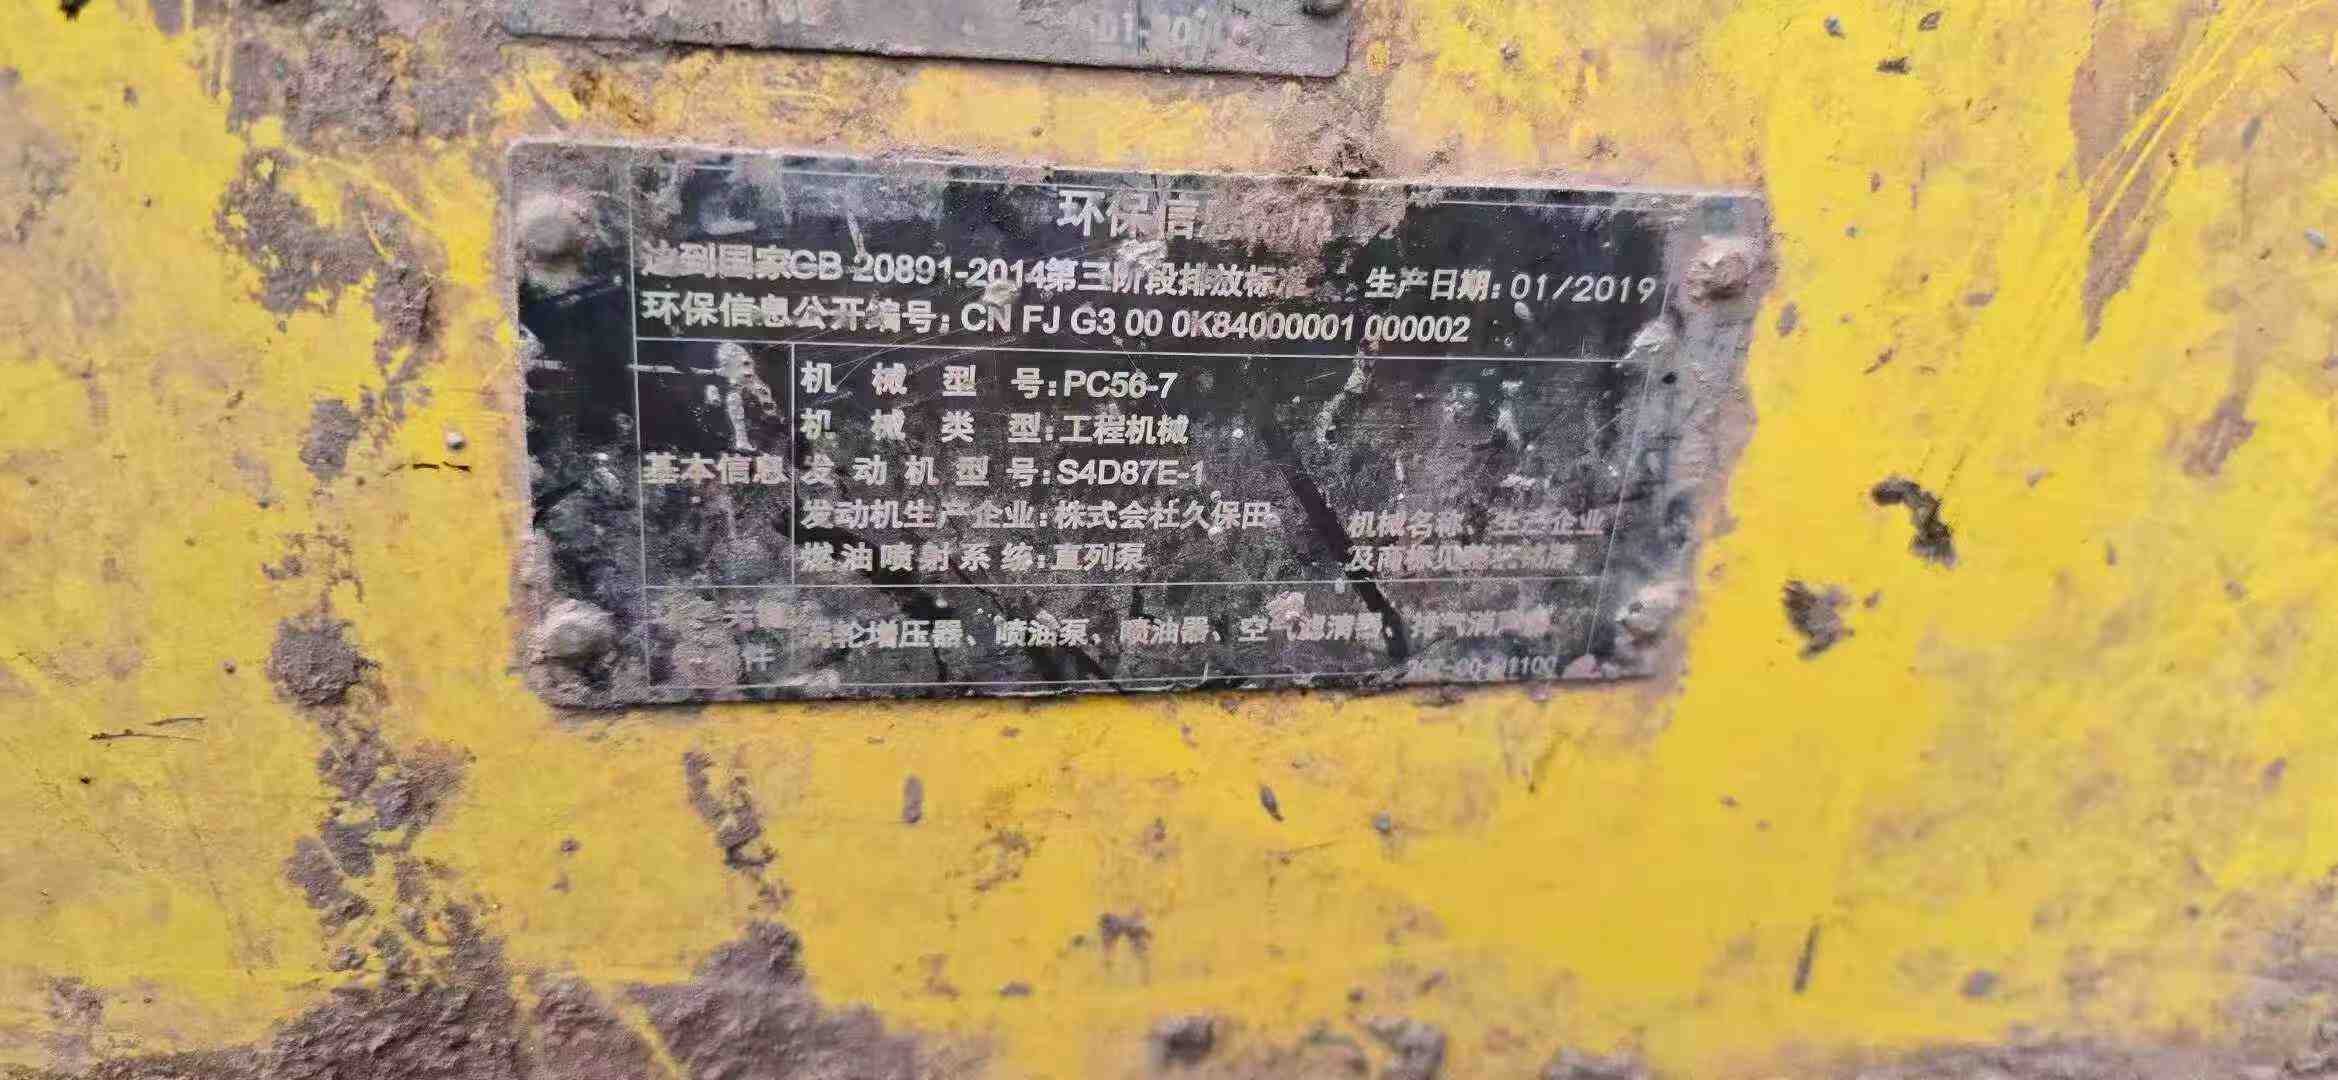 环保信息
达到国家GB 20891-2014第三阶段排放标准 生产日期:01/2019
环保信息公开编号:CN FJ G3 00 0K84000001 000002
机械型号:PC56-7
机械类型:工程机械
基本信息 发动机型号:S4D87E-1
发动机生产企业:株式会社久保田 机械名称、生产企业
燃油喷射系统:直列泵 及商标见
涡轮增压器、喷油泵、喷油器、空气滤清器、排气消声器
件